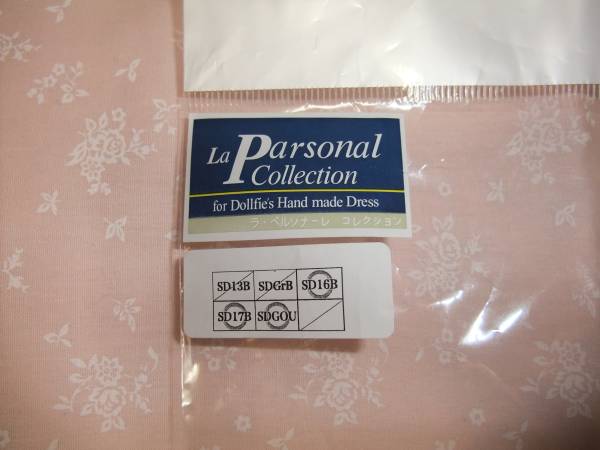 La Parsonal
Collection
for Dollfie's Hand made Dress
ラ・ペルソナーレ コレクション
SD13B SDGrB SD16B
SD17B SDGOU